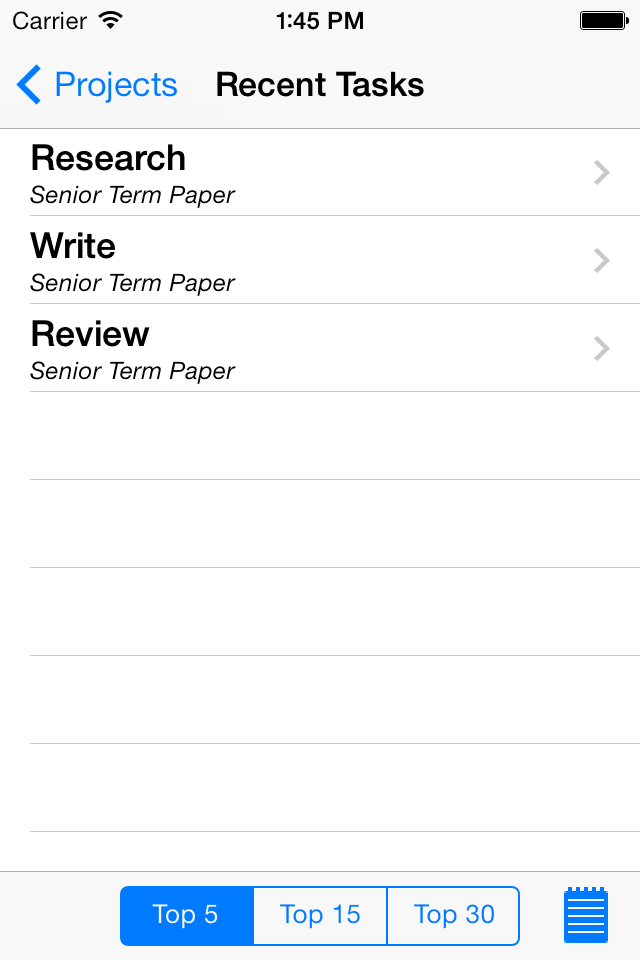 Carrier 1:45 PM
Projects Recent Tasks
Research
Senior Term Paper
Write
Senior Term Paper
Review
Senior Term Paper
Top 5 Top 15 Top 30